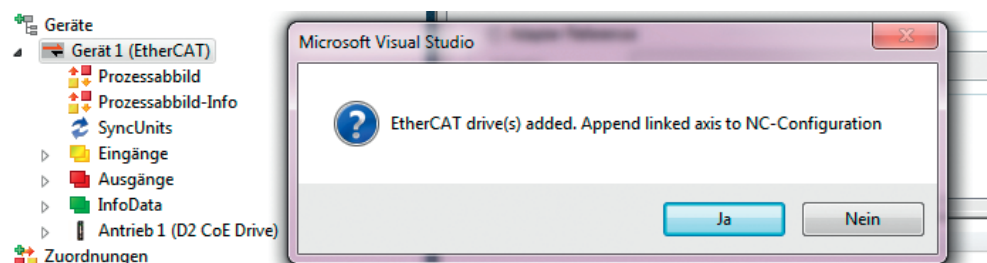 Geräte
Gerät 1 (EtherCAT)
Prozessabbild
Prozessabbild-Info
SyncUnits
Eingänge
Ausgänge
InfoData
Antrieb 1 (D2 CoE Drive)
Zuordnungen
Microsoft Visual Studio
EtherCAT drive(s) added. Append linked axis to NC-Configuration
Ja
Nein